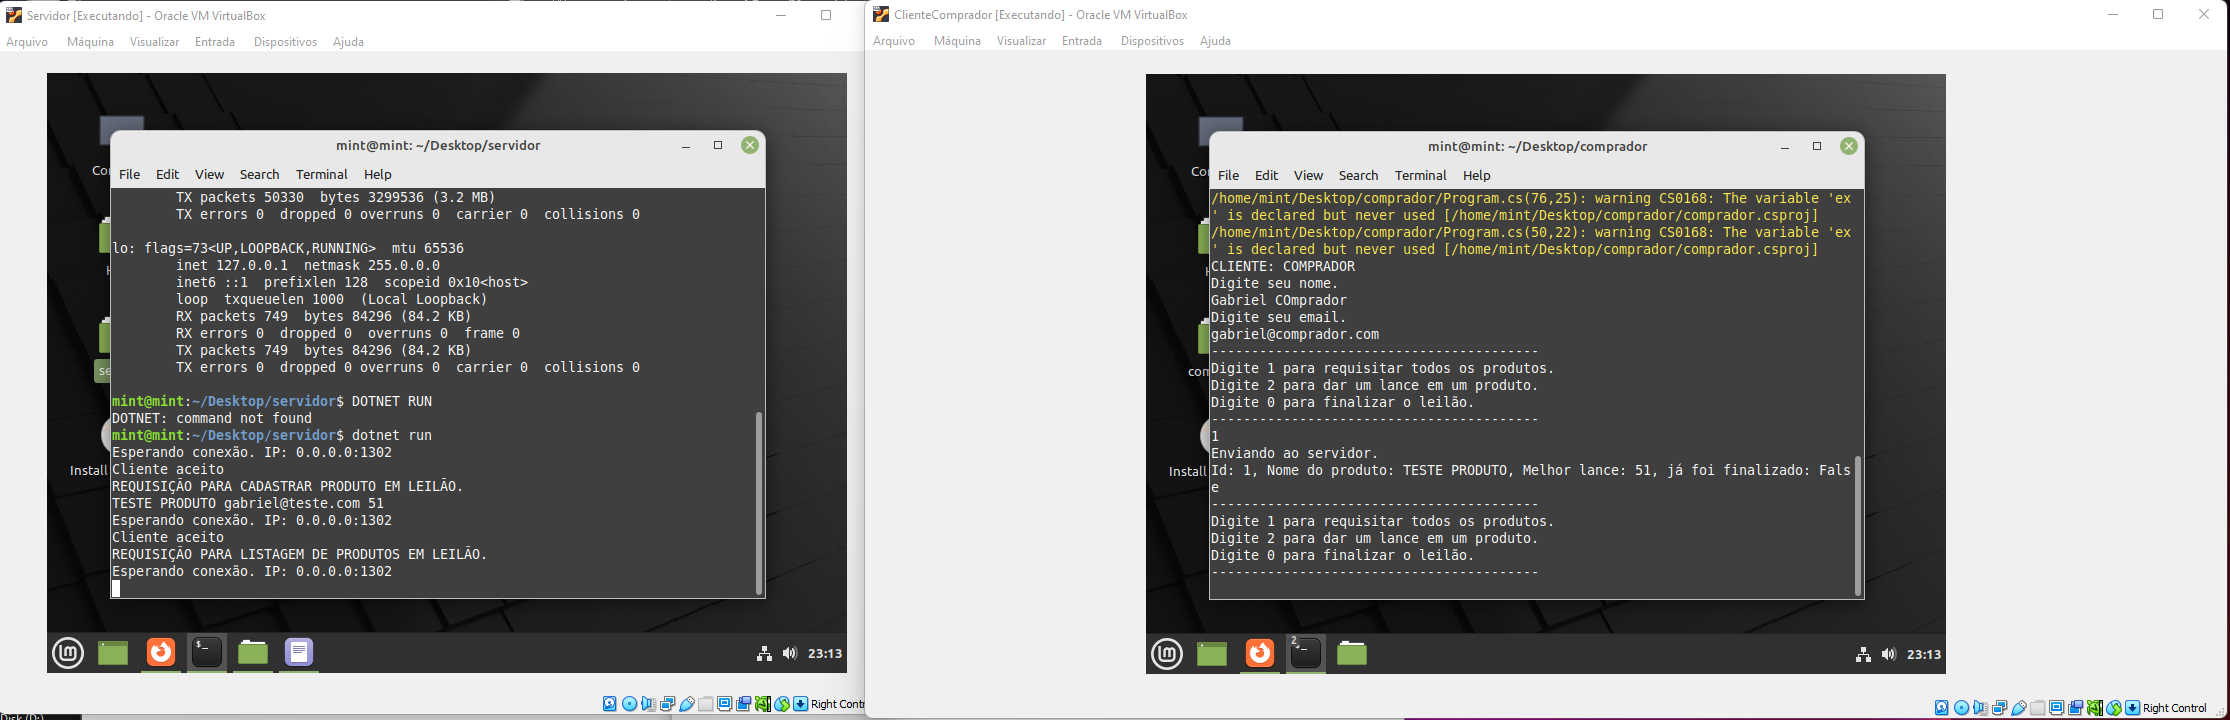 Servidor [Executando] - Oracle VM VirtualBox
Arquivo Máquina Visualizar Entrada Dispositivos Ajuda
mint@mint: ~/Desktop/servidor
File Edit View Search Terminal Help
TX packets 50330  bytes 3299536 (3.2 MB)
TX errors 0  dropped 0 overruns 0  carrier 0  collisions 0
lo: flags=73<UP,LOOPBACK,RUNNING>  mtu 65536
inet 127.0.0.1  netmask 255.0.0.0
inet6 ::1  prefixlen 128  scopeid 0x10<host>
loop  txqueuelen 1000  (Local Loopback)
RX packets 749  bytes 84296 (84.2 KB)
RX errors 0  dropped 0  overruns 0  frame 0
TX packets 749  bytes 84296 (84.2 KB)
TX errors 0  dropped 0 overruns 0  carrier 0  collisions 0
mint@mint:~/Desktop/servidor$ DOTNET RUN
DOTNET: command not found
mint@mint:~/Desktop/servidor$ dotnet run
Esperando conexão. IP: 0.0.0.0:1302
Cliente aceito
REQUISIÇÃO PARA CADASTRAR PRODUTO EM LEILÃO.
TESTE PRODUTO gabriel@teste.com 51
Esperando conexão. IP: 0.0.0.0:1302
Cliente aceito
REQUISIÇÃO PARA LISTAGEM DE PRODUTOS EM LEILÃO.
Esperando conexão. IP: 0.0.0.0:1302
Install
23:13
Right Contr
Disk (D:)
ClienteComprador [Executando] - Oracle VM VirtualBox
Arquivo Máquina Visualizar Entrada Dispositivos Ajuda
mint@mint: ~/Desktop/comprador
File Edit View Search Terminal Help
/home/mint/Desktop/comprador/Program.cs(76,25): warning CS0168: The variable 'ex
' is declared but never used [/home/mint/Desktop/comprador/comprador.csproj]
/home/mint/Desktop/comprador/Program.cs(50,22): warning CS0168: The variable 'ex
' is declared but never used [/home/mint/Desktop/comprador/comprador.csproj]
CLIENTE: COMPRADOR
Digite seu nome.
Gabriel COmprador
Digite seu email.
gabriel@comprador.com
-----------------------------------------
Digite 1 para requisitar todos os produtos.
Digite 2 para dar um lance em um produto.
Digite 0 para finalizar o leilão.
-----------------------------------------
1
Enviando ao servidor.
Id: 1, Nome do produto: TESTE PRODUTO, Melhor lance: 51, já foi finalizado: Fals
e
-----------------------------------------
Digite 1 para requisitar todos os produtos.
Digite 2 para dar um lance em um produto.
Digite 0 para finalizar o leilão.
-----------------------------------------
Install
2
23:13
Right Control